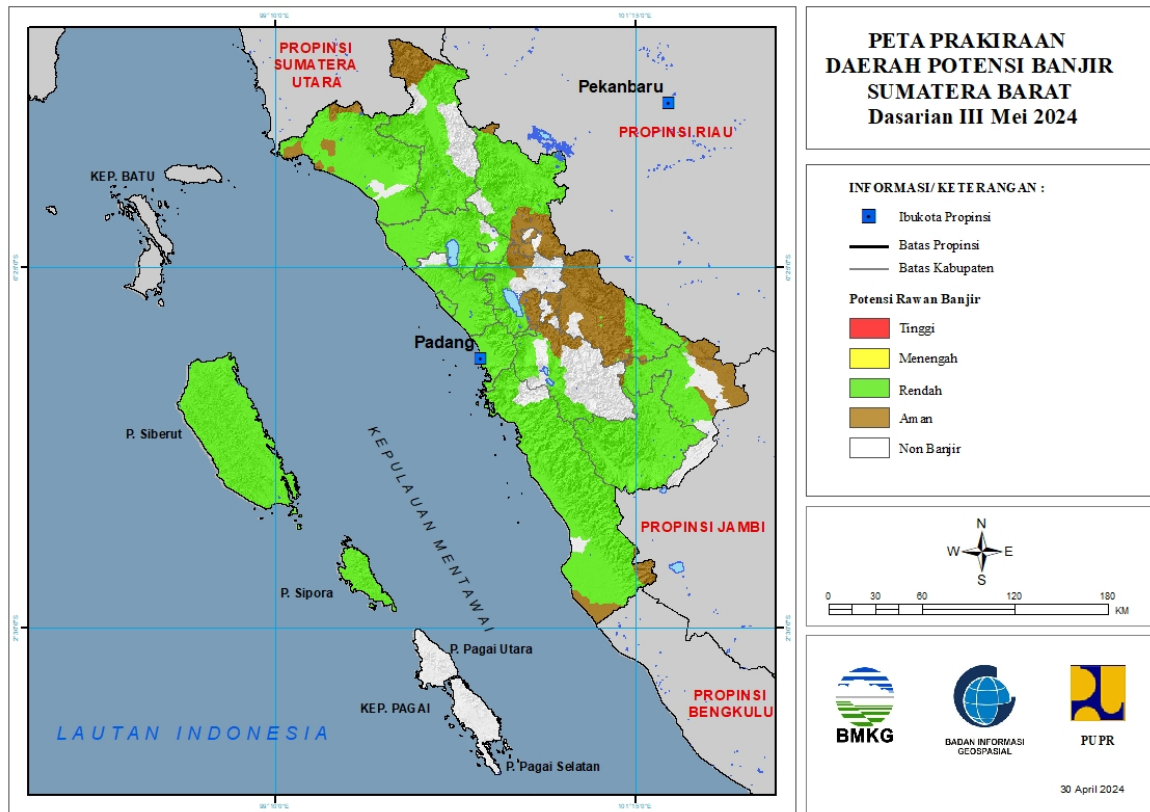 PETA PRAKIRAAN
DAERAH POTENSI BANJIR
SUMATERA BARAT
Dasarian III Mei 2024
INFORMASI/ KETERANGAN :
Ibukota Propinsi
Batas Propinsi
Batas Kabupaten
Potensi Rawan Banjir
Tinggi
Menengah
Rendah
Aman
Non Banjir
N
W E
S
0 15 30 60 120 180
KM
BMKG
BADAN INFORMASI
GEOSPASIAL
PUPR
30 April 2024
PROPINSI
SUMATERA
UTARA
Pekanbaru
PROPINSI RIAU
KEP. BATU
Padang
P. Siberut
KEPULAUAN MENTAWAI
PROPINSI JAMBI
P. Sipora
P. Pagai Utara
KEP. PAGAI
PROPINSI
BENGKULU
LAUTAN INDONESIA
P. Pagai Selatan